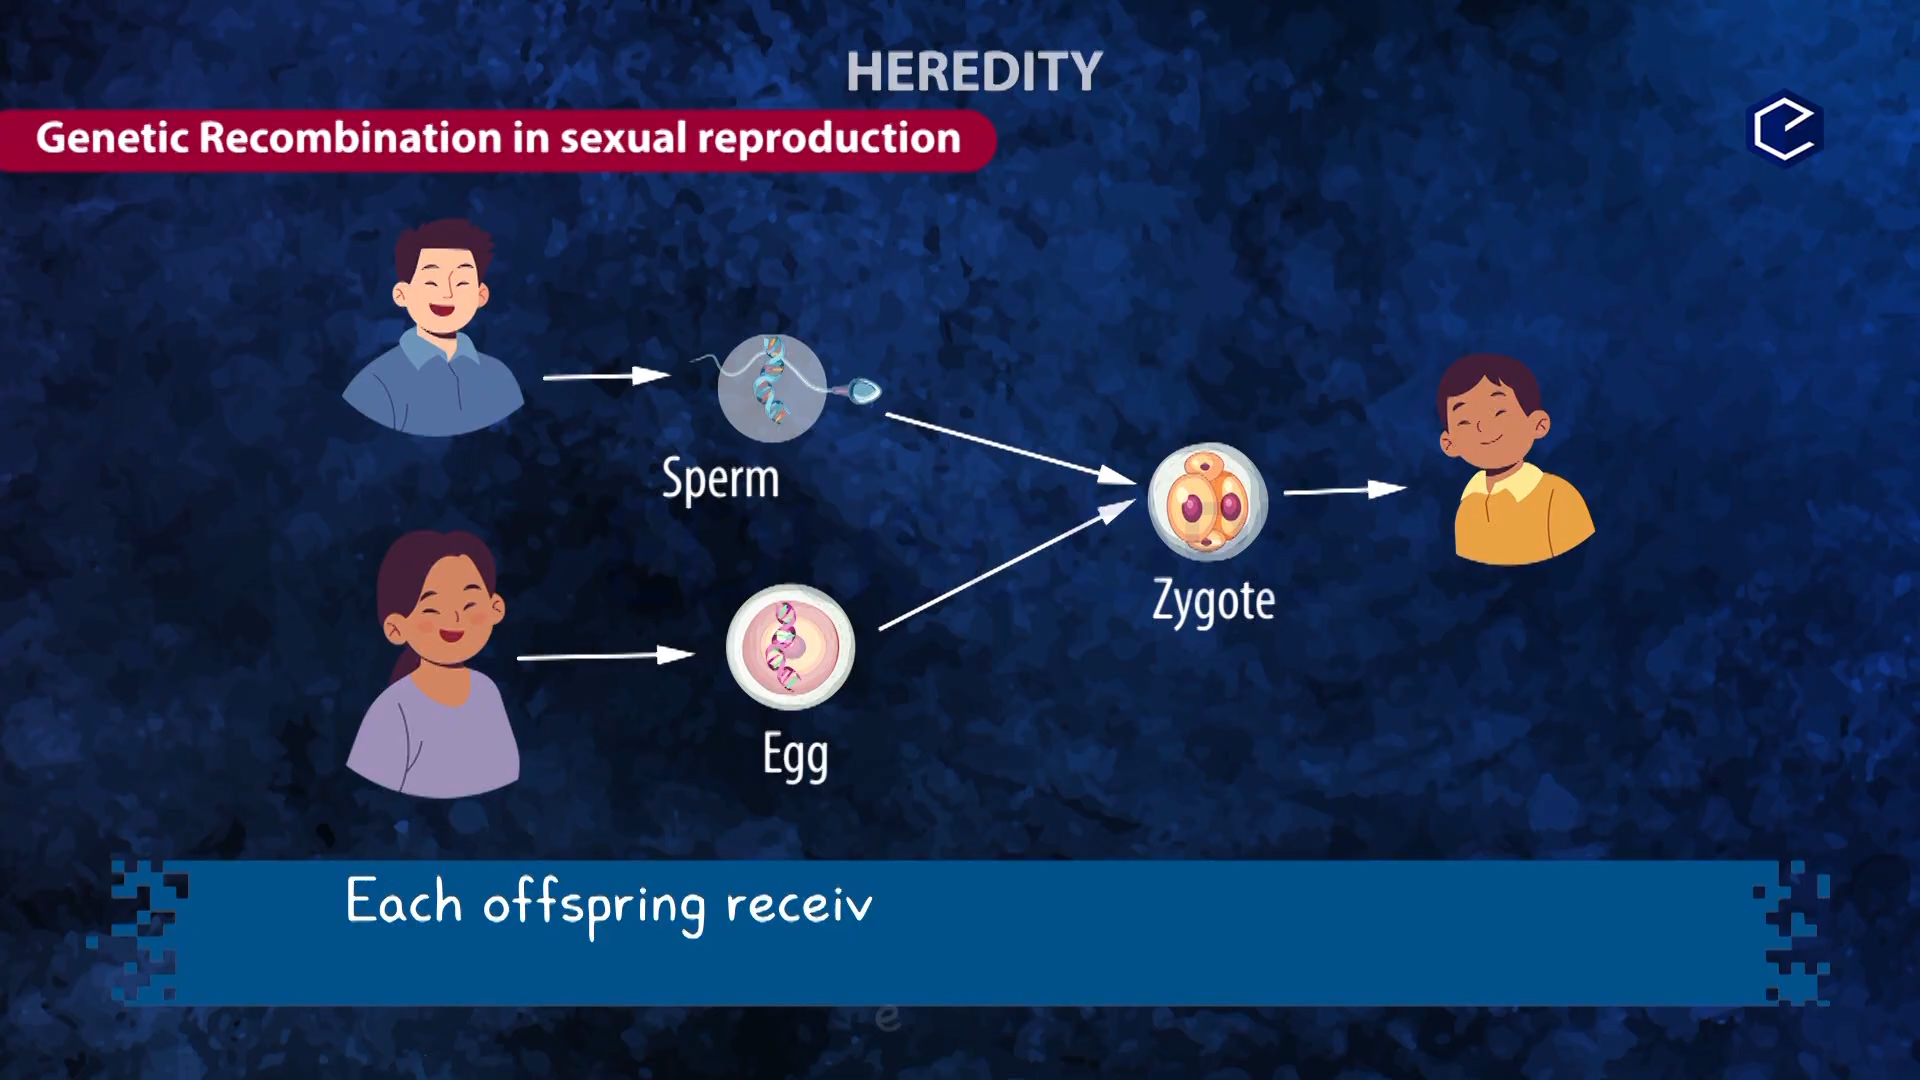 HEREDITY
Genetic Recombination in sexual reproduction
Sperm
Zygote
Egg
Each offspring receiv
e